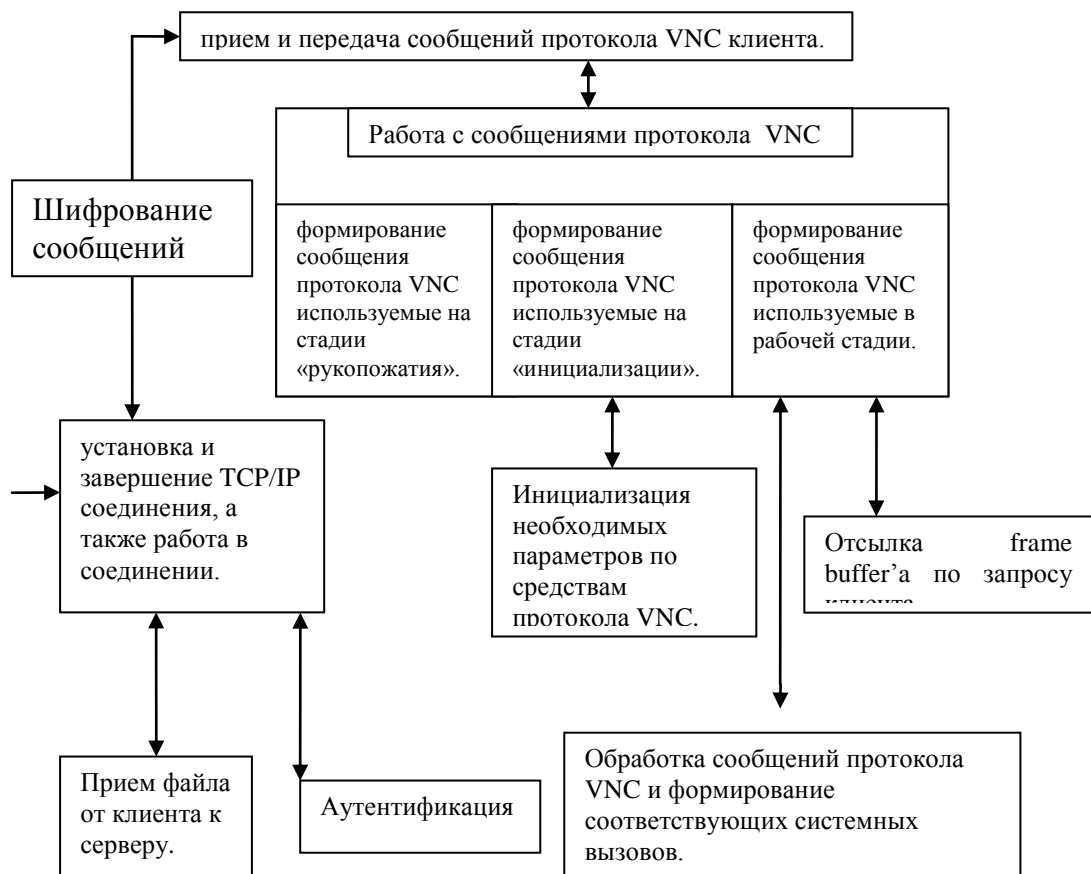 прием и передача сообщений протокола VNC клиента.
Работа с сообщениями протокола VNC
Шифрование
сообщений
формирование
сообщения
протокола VNC
используемые на
стадии
«рукопожатия».
формирование
сообщения
протокола VNC
используемые на
стадии
«инициализации».
формирование
сообщения
протокола VNC
используемые в
рабочей стадии.
установка и
завершение TCP/IP
соединения, а
также работа в
соединении.
Инициализация
необходимых
параметров по
средствам
протокола VNC.
Отсылка frame
buffer’а по запросу
клиента
Прием файла
от клиента к
серверу.
Аутентификация
Обработка сообщений протокола
VNC и формирование
соответствующих системных
вызовов.